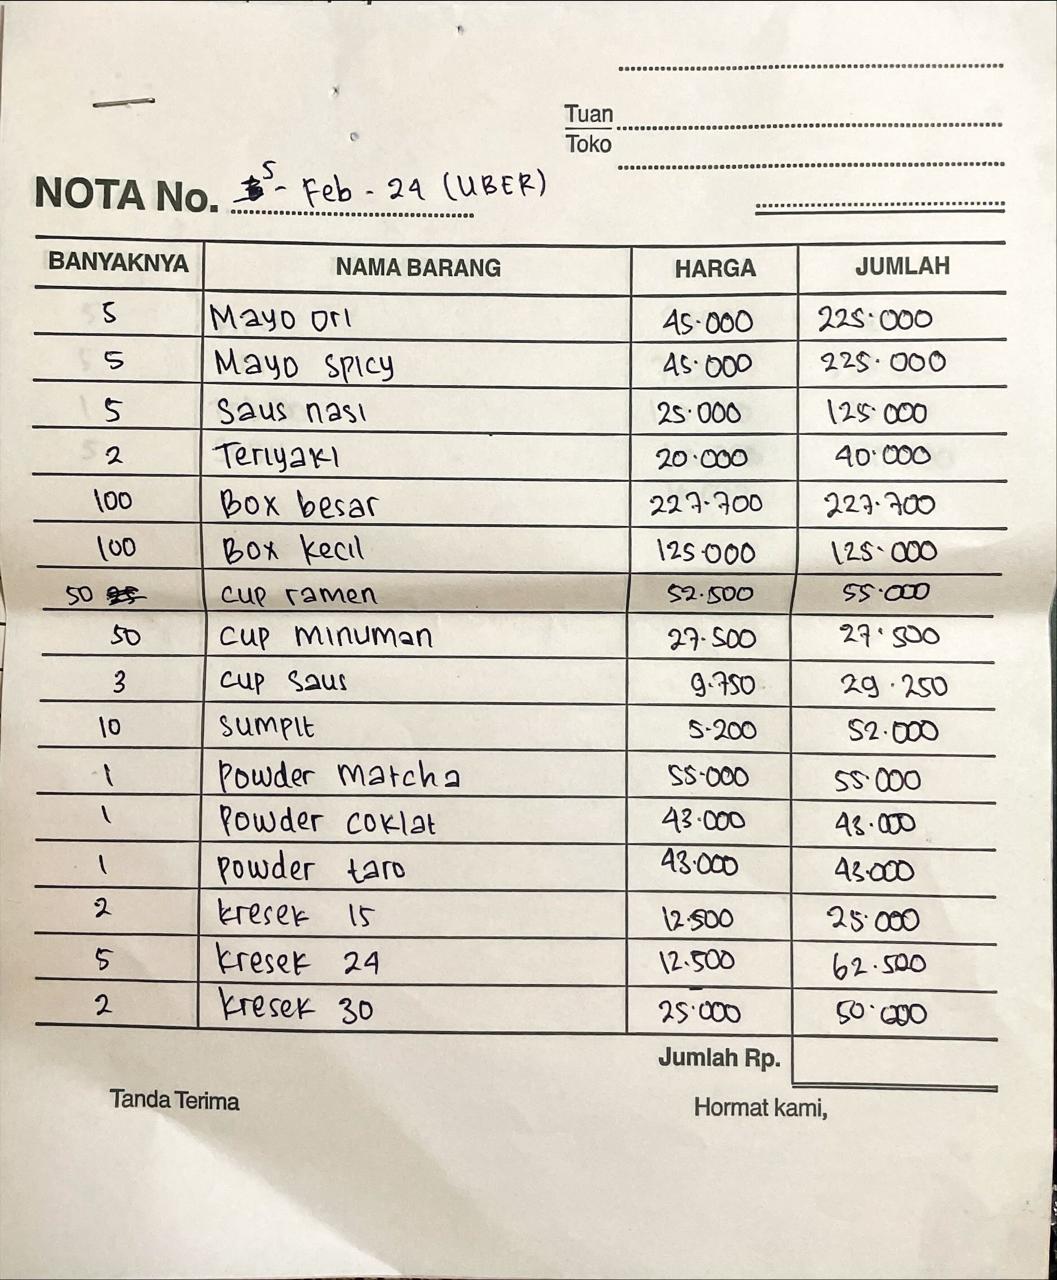 Tuan
Toko
NOTA No. 5 - Feb - 24 (UBER)
BANYAKNYA NAMA BARANG HARGA JUMLAH
5 Mayo ori 45.000 225.000
5 Mayo spicy 45.000 225.000
5 Saus nasi 25.000 125.000
2 Teriyaki 20.000 40.000
100 Box besar 227.700 227.700
100 Box kecil 125.000 125.000
50 cup ramen 52.500 55.000
50 cup minuman 27.500 27.500
3 cup saus 9.750 29.250
10 sumpit 5.200 52.000
1 Powder matcha 55.000 55.000
1 Powder coklat 43.000 43.000
1 Powder taro 43.000 43.000
2 kresek 15 12.500 25.000
5 kresek 24 12.500 62.500
2 kresek 30 25.000 50.000
Jumlah Rp.
Tanda Terima Hormat kami,